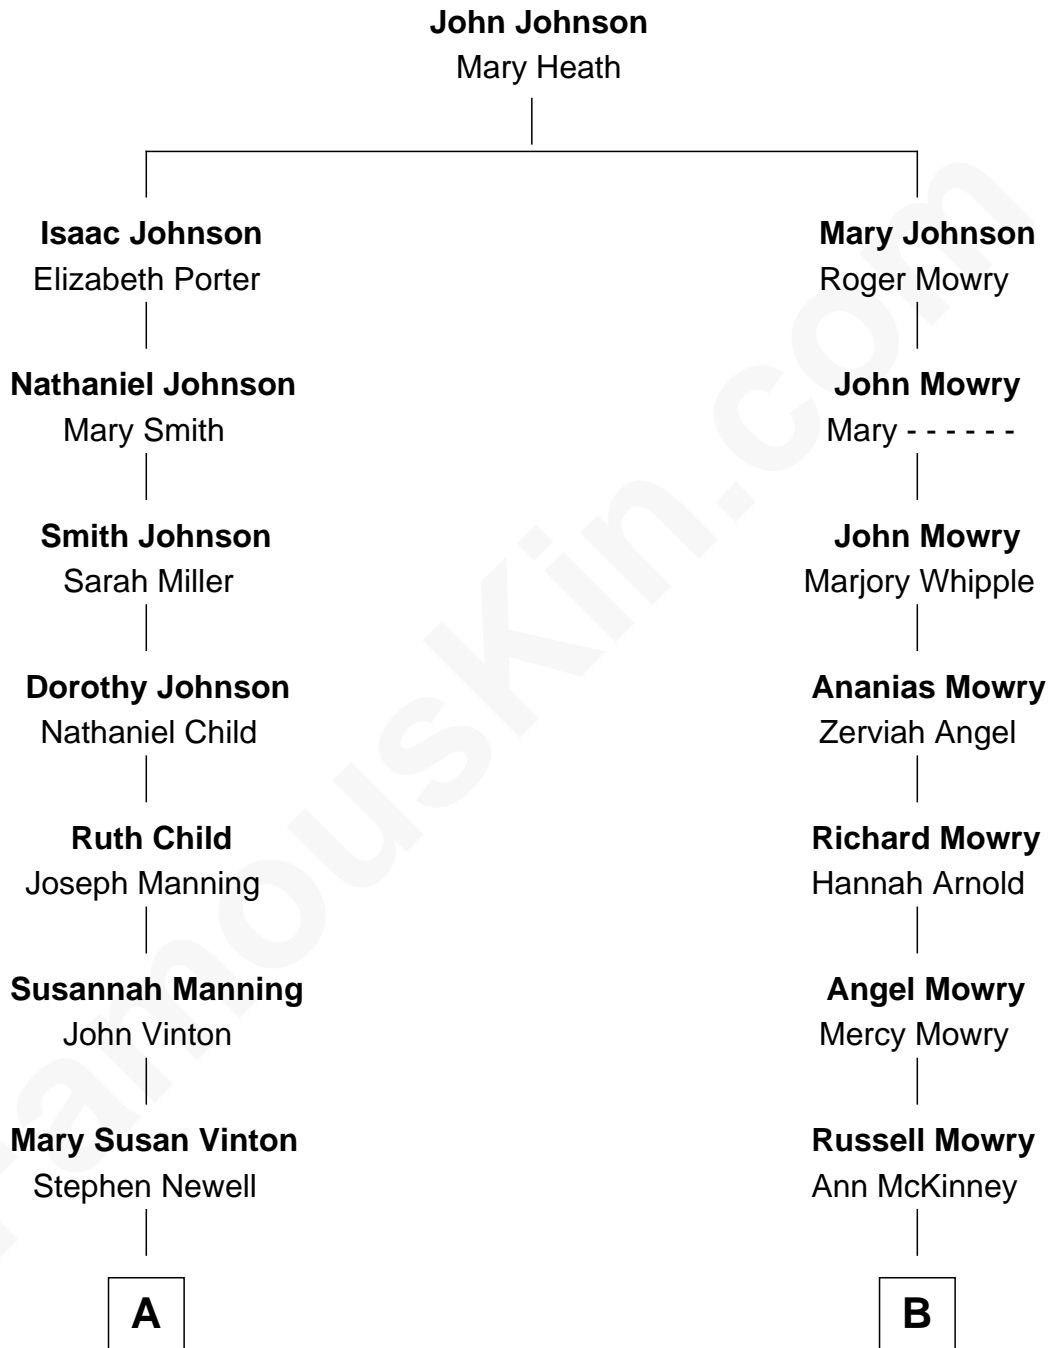 John Johnson
Mary Heath
Isaac Johnson
Elizabeth Porter
Nathaniel Johnson
Mary Smith
Smith Johnson
Sarah Miller
Dorothy Johnson
Nathaniel Child
Ruth Child
Joseph Manning
Susannah Manning
John Vinton
Mary Susan Vinton
Stephen Newell
A
Mary Johnson
Roger Mowry
John Mowry
Mary - - - - - -
John Mowry
Marjory Whipple
Ananias Mowry
Zerviah Angel
Richard Mowry
Hannah Arnold
Angel Mowry
Mercy Mowry
Russell Mowry
Ann McKinney
B
FamousKin.com